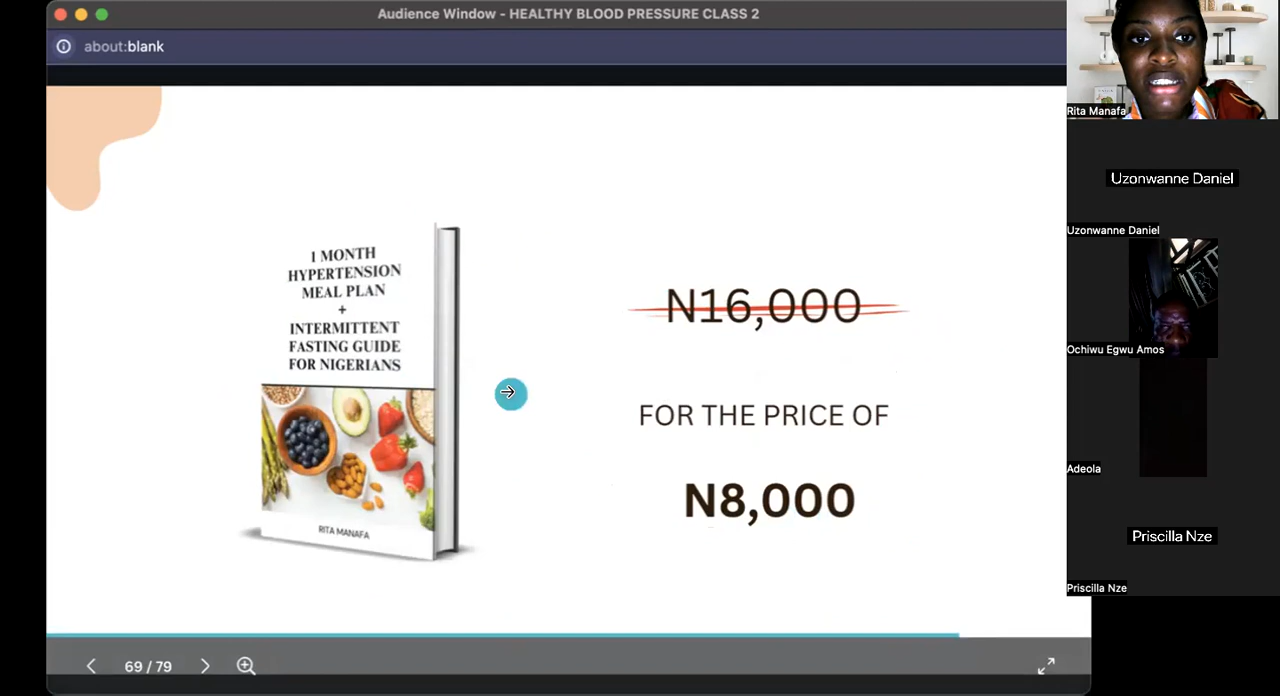 Audience Window - HEALTHY BLOOD PRESSURE CLASS 2
about:blank
1 MONTH
HYPERTENSION
MEAL PLAN
+
INTERMITTENT
FASTING GUIDE
FOR NIGERIANS
RITA MANAFA
N16,000
FOR THE PRICE OF
N8,000
69 / 79
Rita Manafa
Uzonwanne Daniel
Uzonwanne Daniel
Ochiwu Egwu Amos
Adeola
Priscilla Nze
Priscilla Nze